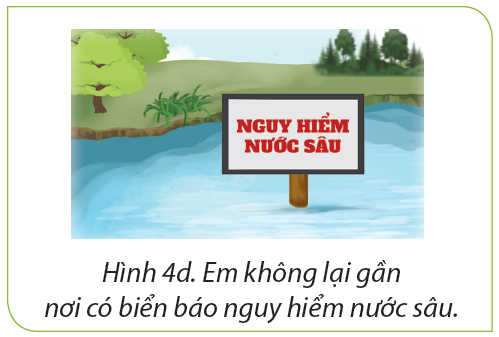 NGUY HIỂM
NƯỚC SÂU
Hình 4d. Em không lại gần
nơi có biển báo nguy hiểm nước sâu.